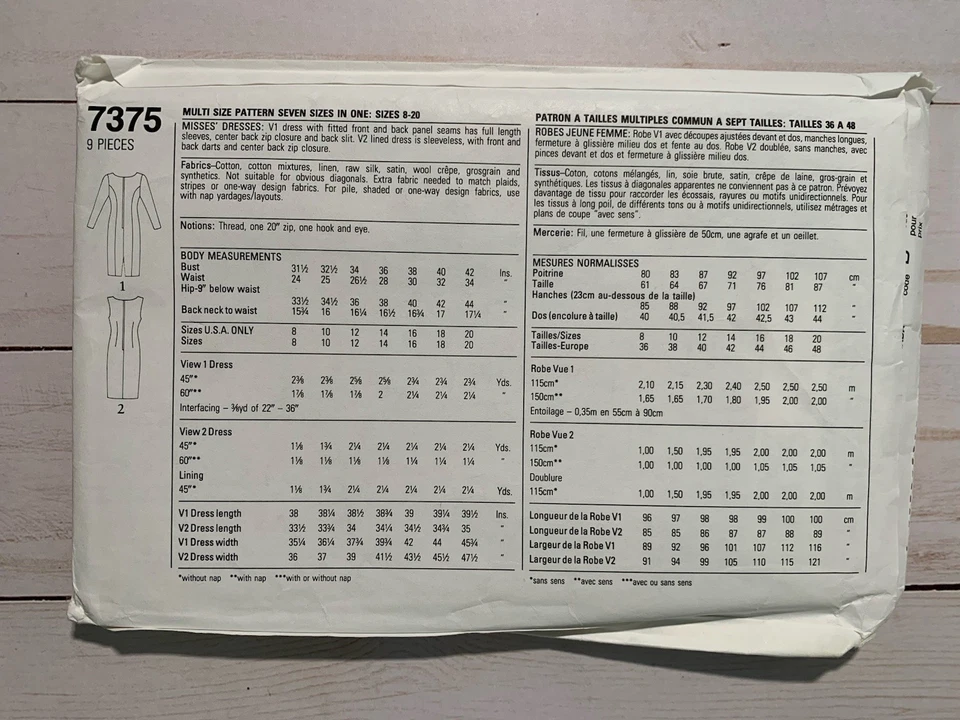 7375
9 PIECES
1
2
MULTI SIZE PATTERN SEVEN SIZES IN ONE: SIZES 8-20
MISSES' DRESSES: V1 dress with fitted front and back panel seams has full length
sleeves, center back zip closure and back slit. V2 lined dress is sleeveless, with front and
back darts and center back zip closure.
Fabrics–Cotton, cotton mixtures, linen, raw silk, satin, wool crêpe, grosgrain and
synthetics. Not suitable for obvious diagonals. Extra fabric needed to match plaids,
stripes or one-way design fabrics. For pile, shaded or one-way design fabrics, use
with nap yardages/layouts.
Notions: Thread, one 20″ zip, one hook and eye.
BODY MEASUREMENTS
Bust 31½ 32½ 34 36 38 40 42 Ins.
Waist 24 25 26½ 28 30 32 34 ″
Hip-9″ below waist
33½ 34½ 36 38 40 42 44 ″
Back neck to waist 15¾ 16 16¼ 16½ 16¾ 17 17¼ ″
Sizes U.S.A. ONLY 8 10 12 14 16 18 20
Sizes 8 10 12 14 16 18 20
View 1 Dress
45″* 2⅜ 2⅜ 2⅝ 2⅝ 2¾ 2¾ 2¾ Yds.
60″** 1⅞ 1⅞ 1⅞ 2 2¼ 2¼ 2¼ ″
Interfacing – ⅜yd of 22″ – 36″
View 2 Dress
45″* 1⅛ 1¾ 2¼ 2¼ 2¼ 2¼ 2¼ Yds.
60″** 1⅛ 1⅛ 1⅛ 1⅛ 1¼ 1¼ 1¼ ″
Lining
45″* 1⅛ 1¾ 2¼ 2¼ 2¼ 2¼ 2¼ Yds.
V1 Dress length 38 38¼ 38½ 38¾ 39 39¼ 39½ Ins.
V2 Dress length 33½ 33¾ 34 34¼ 34½ 34¾ 35 ″
V1 Dress width 35¼ 36¼ 37¾ 39¾ 42 44 45¾ ″
V2 Dress width 36 37 39 41½ 43½ 45½ 47½ ″
*without nap **with nap ***with or without nap
PATRON A TAILLES MULTIPLES COMMUN A SEPT TAILLES: TAILLES 36 A 48
ROBES JEUNE FEMME: Robe V1 avec découpes ajustées devant et dos, manches longues,
fermeture à glissière milieu dos et fente au dos. Robe V2 doublée, sans manches, avec
pinces devant et dos et fermeture à glissière milieu dos.
Tissus–Coton, cotons mélangés, lin, soie brute, satin, crêpe de laine, gros-grain et
synthétiques. Les tissus à diagonales apparentes ne conviennent pas à ce patron. Prévoyez
davantage de tissu pour raccorder les écossais, rayures ou motifs unidirectionnels. Pour
les tissus à long poil, de différents tons ou à motifs unidirectionnels, utilisez métrages et
plans de coupe "avec sens".
Mercerie: Fil, une fermeture à glissière de 50cm, une agrafe et un oeillet.
MESURES NORMALISSES
Poitrine 80 83 87 92 97 102 107 cm
Taille 61 64 67 71 76 81 87 ″
Hanches (23cm au-dessous de la taille)
85 88 92 97 102 107 112 ″
Dos (encolure à taille) 40 40,5 41,5 42 42,5 43 44 ″
Tailles/Sizes 8 10 12 14 16 18 20
Tailles-Europe 36 38 40 42 44 46 48
Robe Vue 1
115cm* 2,10 2,15 2,30 2,40 2,50 2,50 2,50 m
150cm** 1,65 1,65 1,70 1,80 1,95 2,00 2,00 ″
Entoilage – 0,35m en 55cm à 90cm
Robe Vue 2
115cm* 1,00 1,50 1,95 1,95 2,00 2,00 2,00 m
150cm** 1,00 1,00 1,00 1,00 1,05 1,05 1,05 ″
Doublure
115cm* 1,00 1,50 1,95 1,95 2,00 2,00 2,00 m
Longueur de la Robe V1 96 97 98 98 99 100 100 cm
Longueur de la Robe V2 85 85 86 87 87 88 89 ″
Largeur de la Robe V1 89 92 96 101 107 112 116 ″
Largeur de la Robe V2 91 94 99 105 110 115 121 ″
*sans sens **avec sens ***avec ou sans sens
pour
prix
code